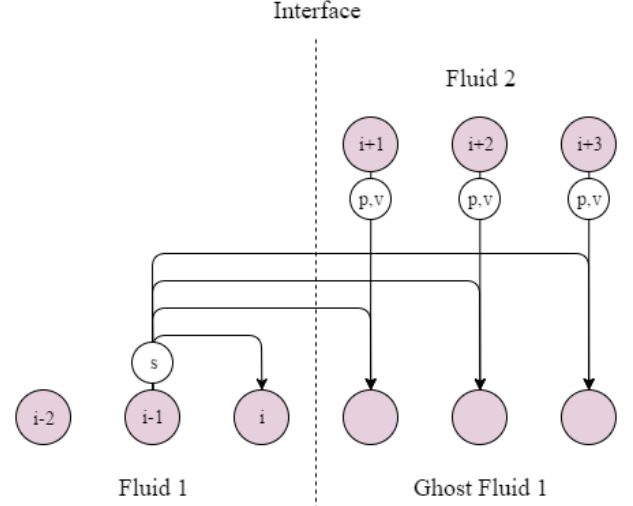 Interface
Fluid 2
i+1 i+2 i+3
p,v p,v p,v
s
i-2 i-1 i
Fluid 1 Ghost Fluid 1